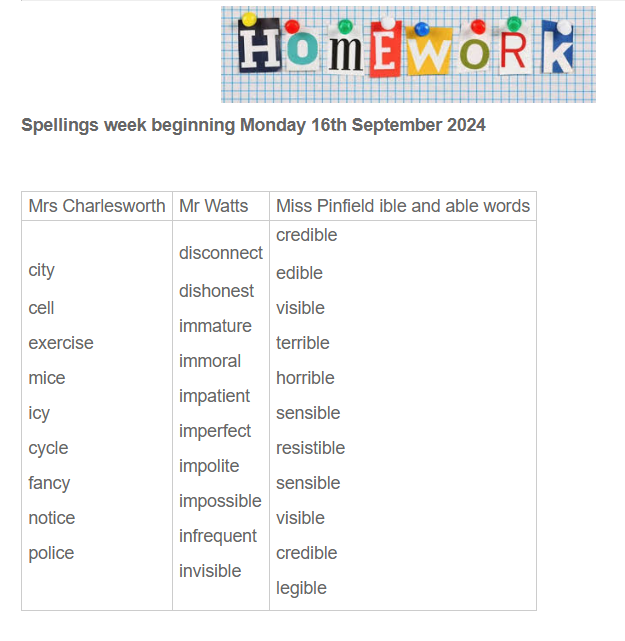 HOmEWORK
Spellings week beginning Monday 16th September 2024
Mrs Charlesworth Mr Watts Miss Pinfield ible and able words
city
cell
exercise
mice
icy
cycle
fancy
notice
police
disconnect
dishonest
immature
immoral
impatient
imperfect
impolite
impossible
infrequent
invisible
credible
edible
visible
terrible
horrible
sensible
resistible
sensible
visible
credible
legible